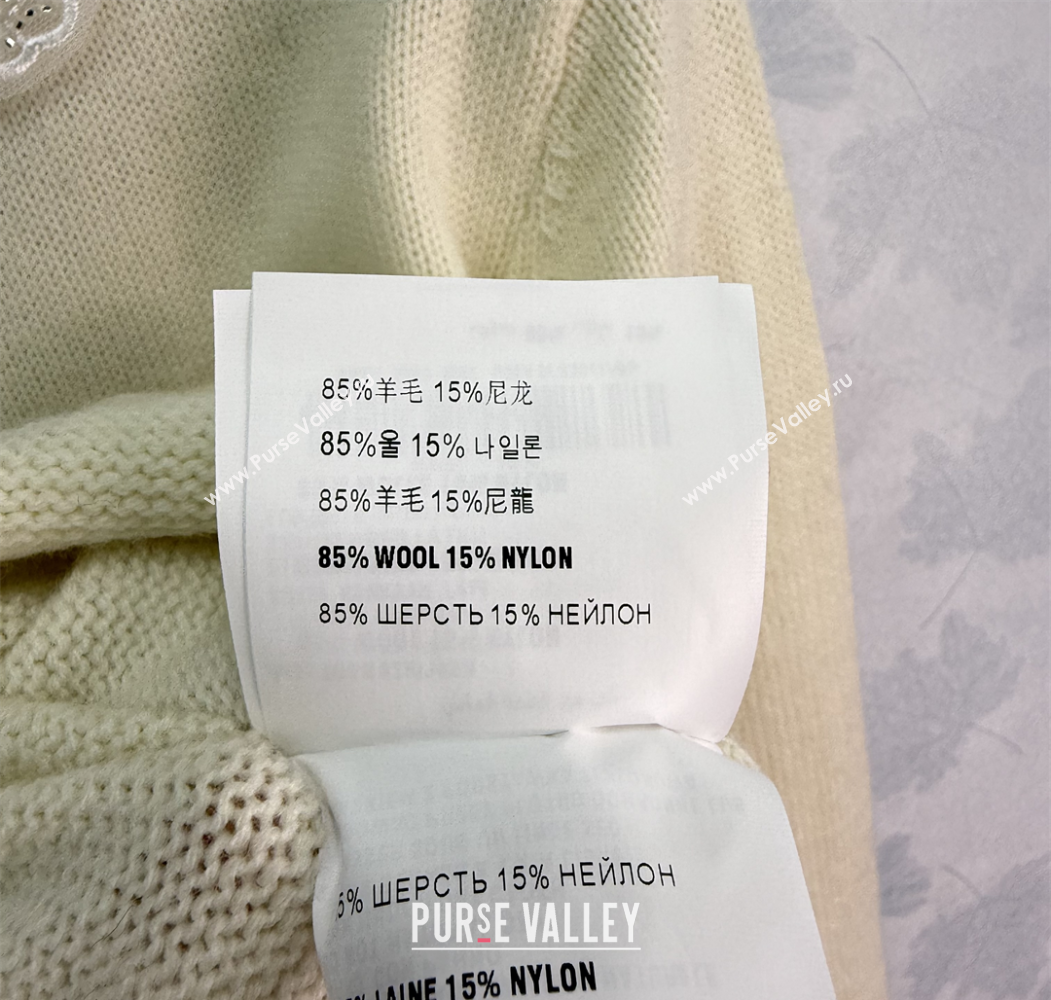 85%羊毛 15%尼龙
85%울 15% 나일론
85%羊毛 15%尼龍
85% WOOL 15% NYLON
85% ШЕРСТЬ 15% НЕЙЛОН
www.PurseValley.ru
www.PurseValley.ru
5% ШЕРСТЬ 15% НЕЙЛОН
PURSE VALLEY
LAINE 15% NYLON